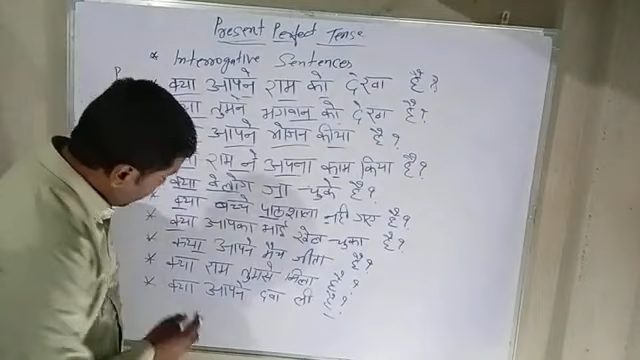 Present Perfect Tense
* Interrogative Sentences
क्या आपने राम को देखा है?
क्या तुमने भगवान को देखा है?
आपने भोजन कीया है?
राम ने अपना काम किया है?
क्या वे लोग जा चुके है?
* क्या बच्चे पाठशाला नही गए है?
* क्या आपका भाई खेल चुका है?
* क्या आपने मैच जीता है?
* क्या राम तुमसे मिला है?
* क्या आपने दवा ली है?